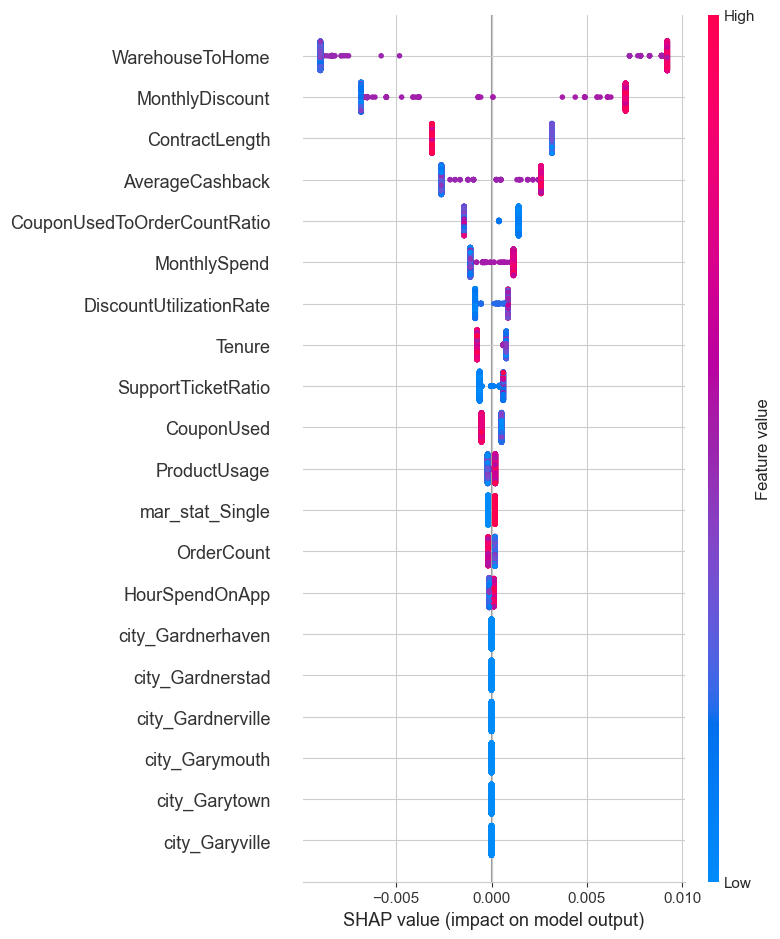 High
WarehouseToHome
MonthlyDiscount
ContractLength
AverageCashback
CouponUsedToOrderCountRatio
MonthlySpend
DiscountUtilizationRate
Tenure
SupportTicketRatio
CouponUsed
ProductUsage
mar_stat_Single
OrderCount
HourSpendOnApp
city_Gardnerhaven
city_Gardnerstad
city_Gardnerville
city_Garymouth
city_Garytown
city_Garyville
Feature value
Low
−0.005 0.000 0.005 0.010
SHAP value (impact on model output)